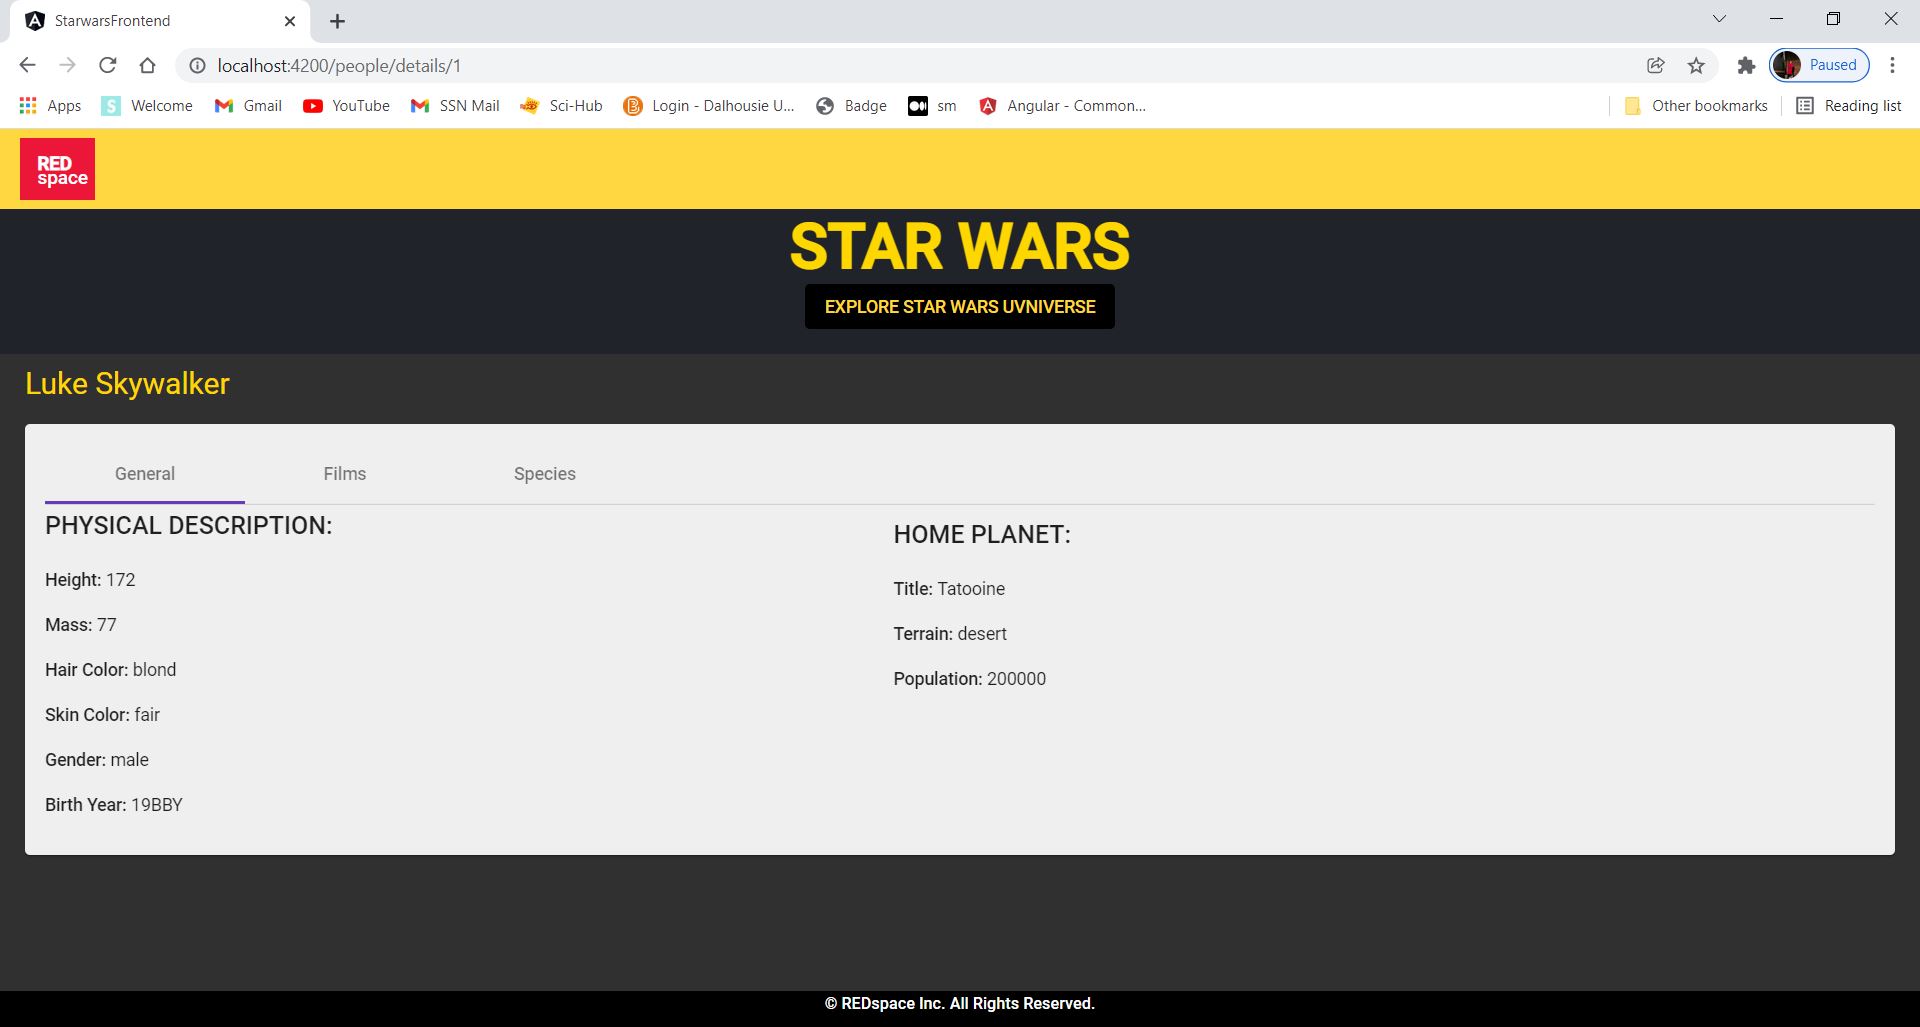 StarwarsFrontend
localhost:4200/people/details/1
Paused
Apps
S
Welcome
Gmail
YouTube
SSN Mail
Sci-Hub
Login - Dalhousie U...
Badge
sm
Angular - Common...
Other bookmarks
Reading list
RED
space
STAR WARS
EXPLORE STAR WARS UVNIVERSE
Luke Skywalker
General
Films
Species
PHYSICAL DESCRIPTION:
Height: 172
Mass: 77
Hair Color: blond
Skin Color: fair
Gender: male
Birth Year: 19BBY
HOME PLANET:
Title: Tatooine
Terrain: desert
Population: 200000
© REDspace Inc. All Rights Reserved.